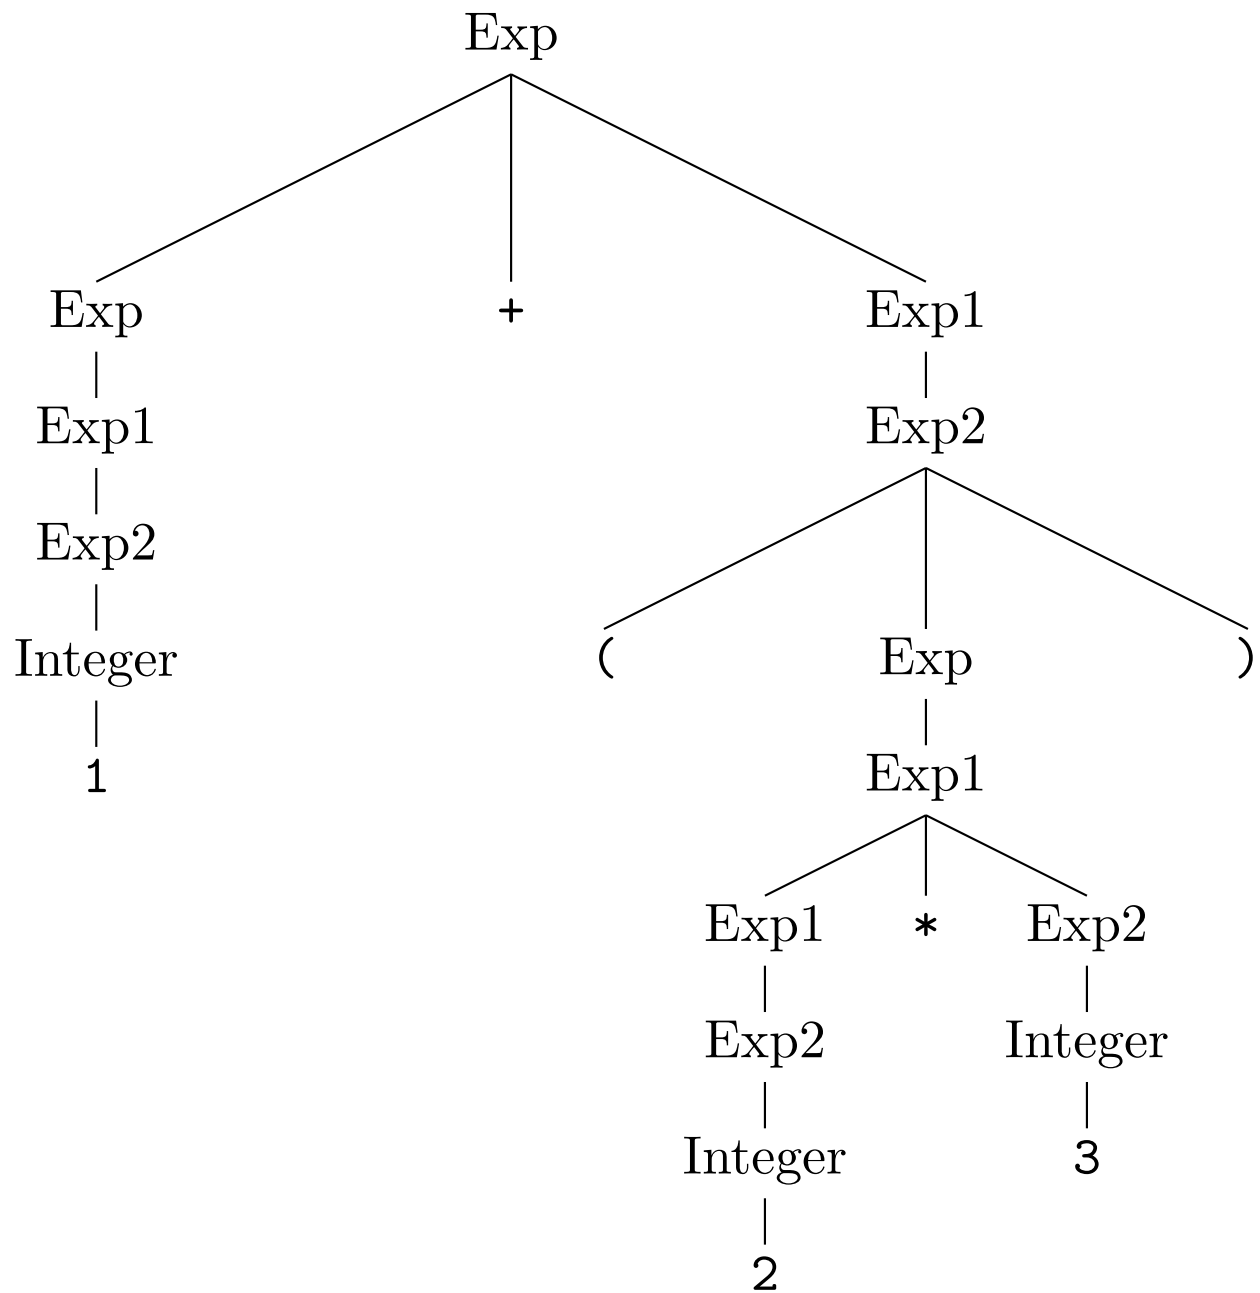 Exp
Exp + Exp1
Exp1 Exp2
Exp2
Integer ( Exp )
1 Exp1
Exp1 * Exp2
Exp2 Integer
Integer 3
2